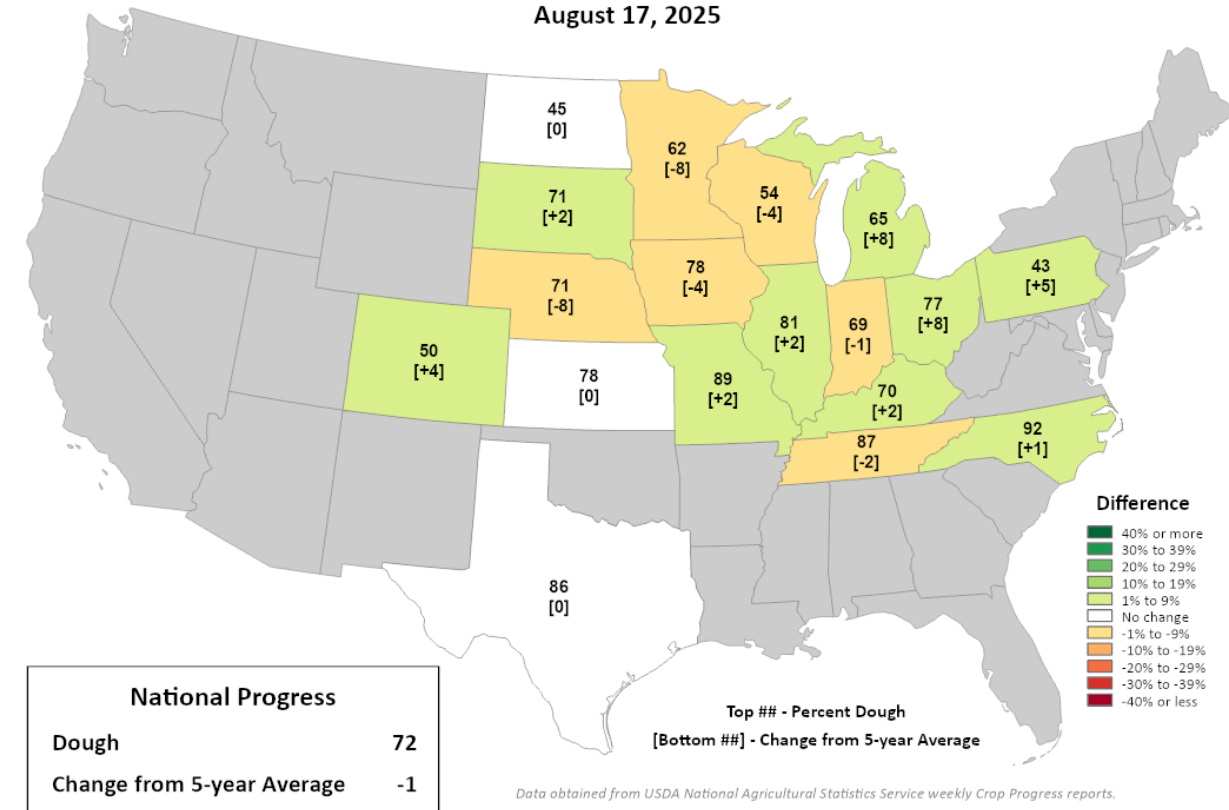 August 17, 2025
45
[0]
62
[-8]
54
[-4]
71
[+2]
65
[+8]
78
[-4]
43
[+5]
71
[-8]
77
[+8]
81
[+2]
69
[-1]
50
[+4]
78
[0]
89
[+2]
70
[+2]
92
[+1]
87
[-2]
86
[0]
Difference
40% or more
30% to 39%
20% to 29%
10% to 19%
1% to 9%
No change
-1% to -9%
-10% to -19%
-20% to -29%
-30% to -39%
-40% or less
National Progress
Dough 72
Change from 5-year Average -1
Top ## - Percent Dough
[Bottom ##] - Change from 5-year Average
Data obtained from USDA National Agricultural Statistics Service weekly Crop Progress reports.